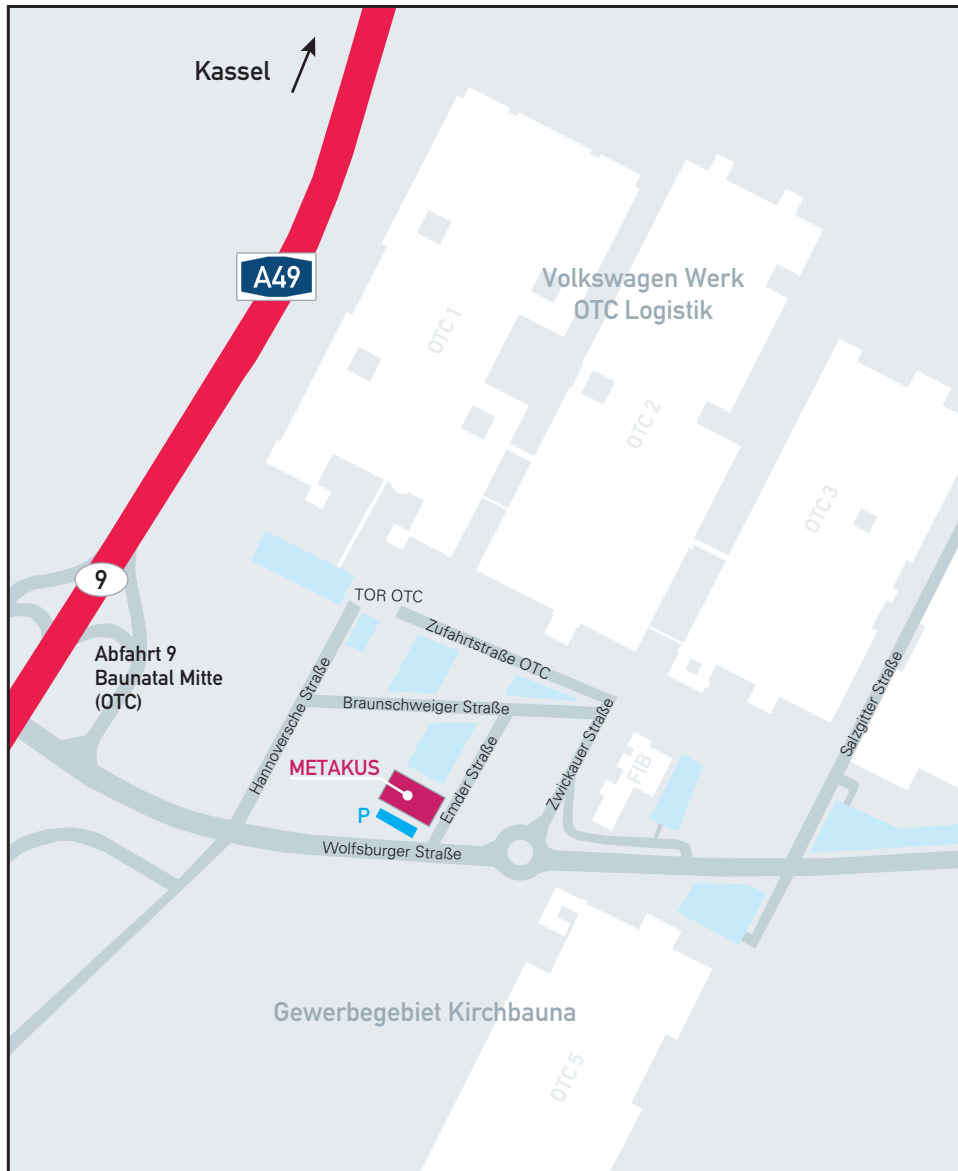 Kassel
A49
Volkswagen Werk
OTC Logistik
OTC 1
OTC 2
OTC 3
9
TOR OTC
Zufahrtstraße OTC
Abfahrt 9
Baunatal Mitte
(OTC)
Hannoversche Straße
Braunschweiger Straße
Salzgitter Straße
METAKUS
Emder Straße
Zwickauer Straße
FIB
P
Wolfsburger Straße
Gewerbegebiet Kirchbauna
OTC 5